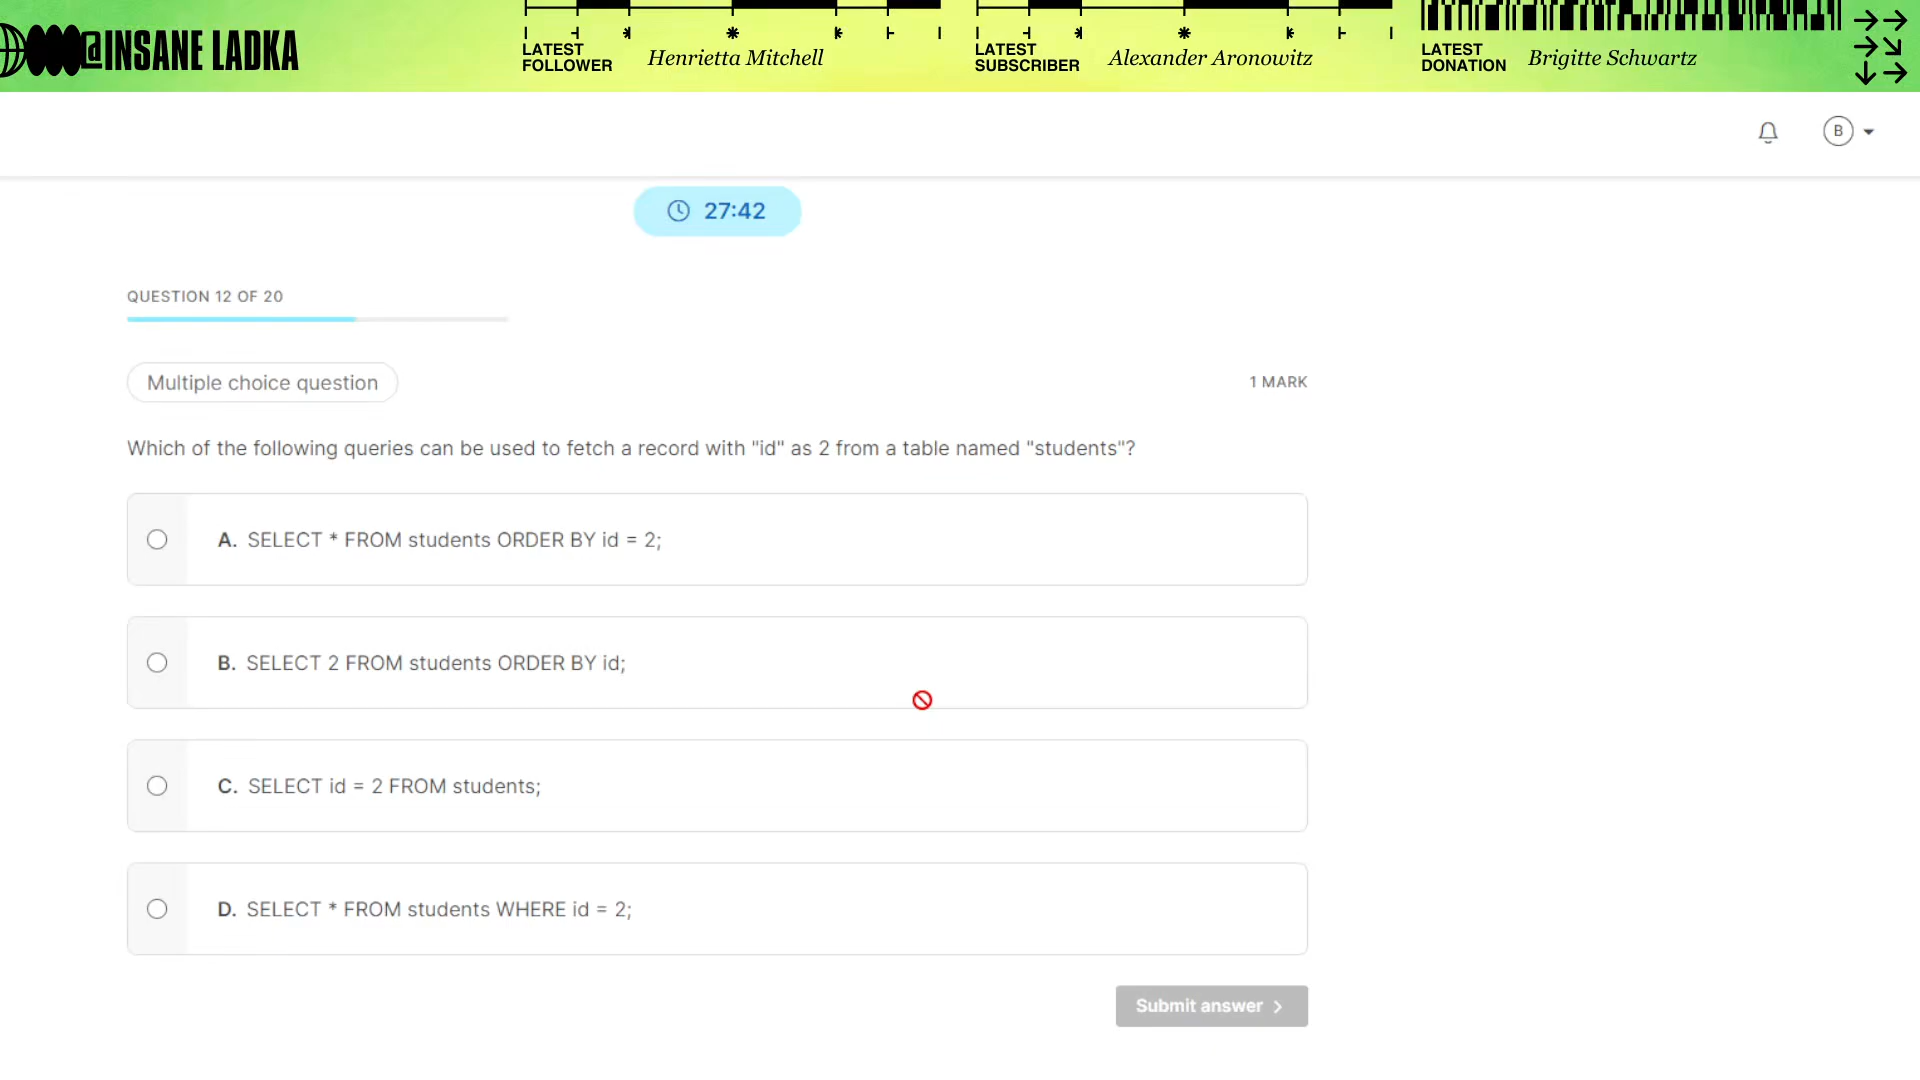 @INSANE LADKA
LATEST FOLLOWER Henrietta Mitchell
LATEST SUBSCRIBER Alexander Aronowitz
LATEST DONATION Brigitte Schwartz
B
27:42
QUESTION 12 OF 20
Multiple choice question
1 MARK
Which of the following queries can be used to fetch a record with "id" as 2 from a table named "students"?
A. SELECT * FROM students ORDER BY id = 2;
B. SELECT 2 FROM students ORDER BY id;
C. SELECT id = 2 FROM students;
D. SELECT * FROM students WHERE id = 2;
Submit answer